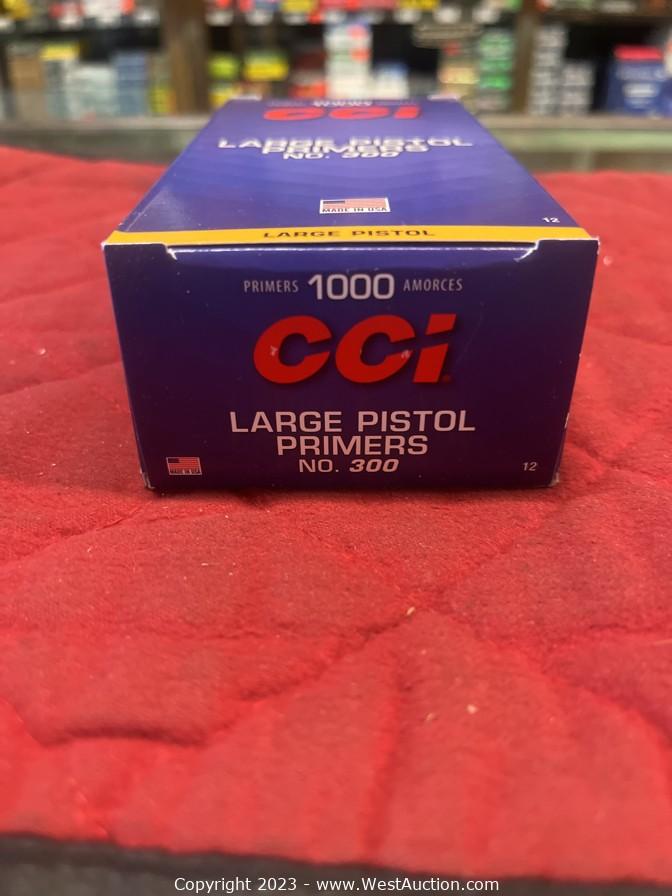 CCI
LARGE PISTOL
PRIMERS
NO. 300
MADE IN USA
12
LARGE PISTOL
PRIMERS 1000 AMORCES
CCI
LARGE PISTOL
PRIMERS
NO. 300
MADE IN USA
12
Copyright 2023 - www.WestAuction.com